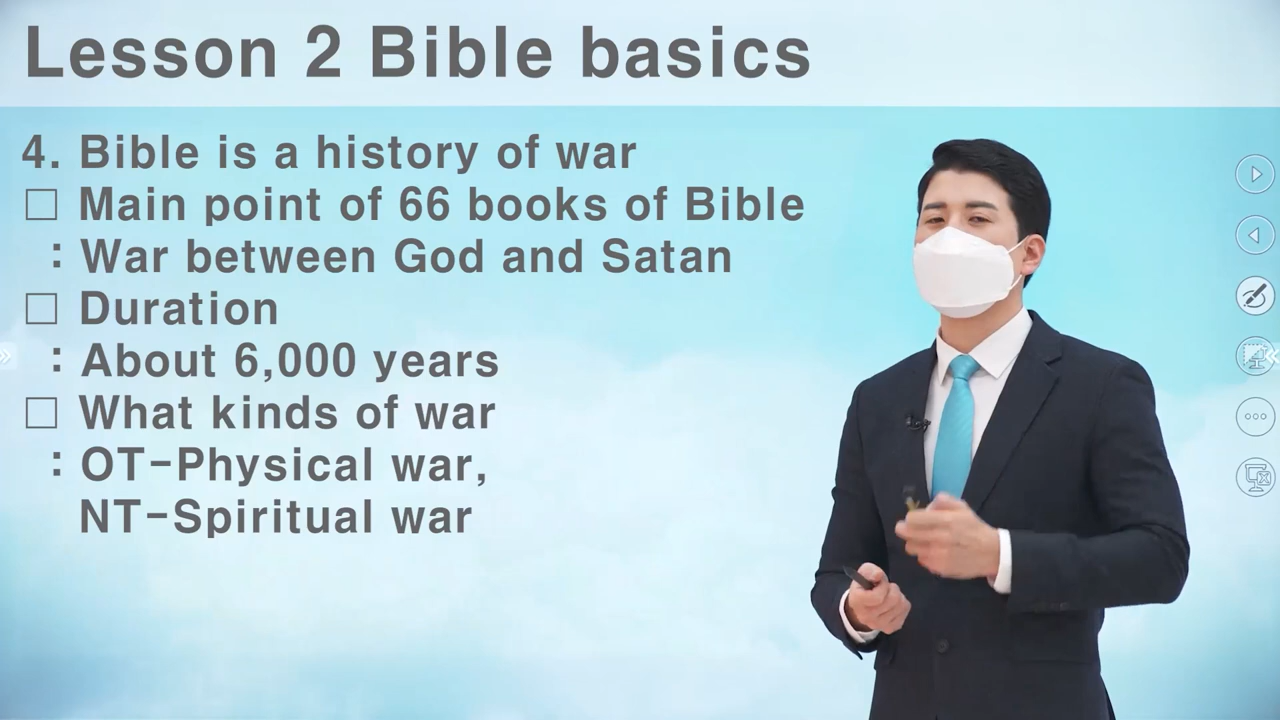 Lesson 2 Bible basics
4. Bible is a history of war
□ Main point of 66 books of Bible
: War between God and Satan
□ Duration
: About 6,000 years
□ What kinds of war
: OT-Physical war,
NT-Spiritual war